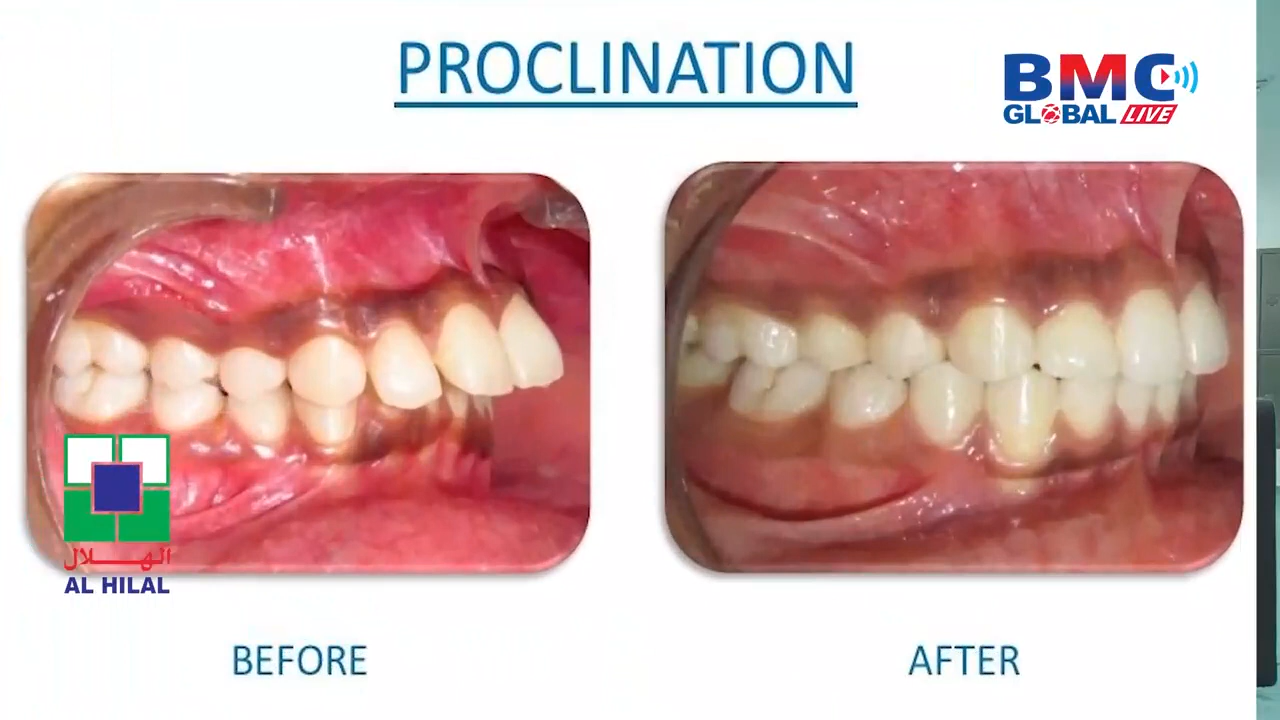 PROCLINATION
BMC
GLOBAL LIVE
الهلال
AL HILAL
BEFORE
AFTER